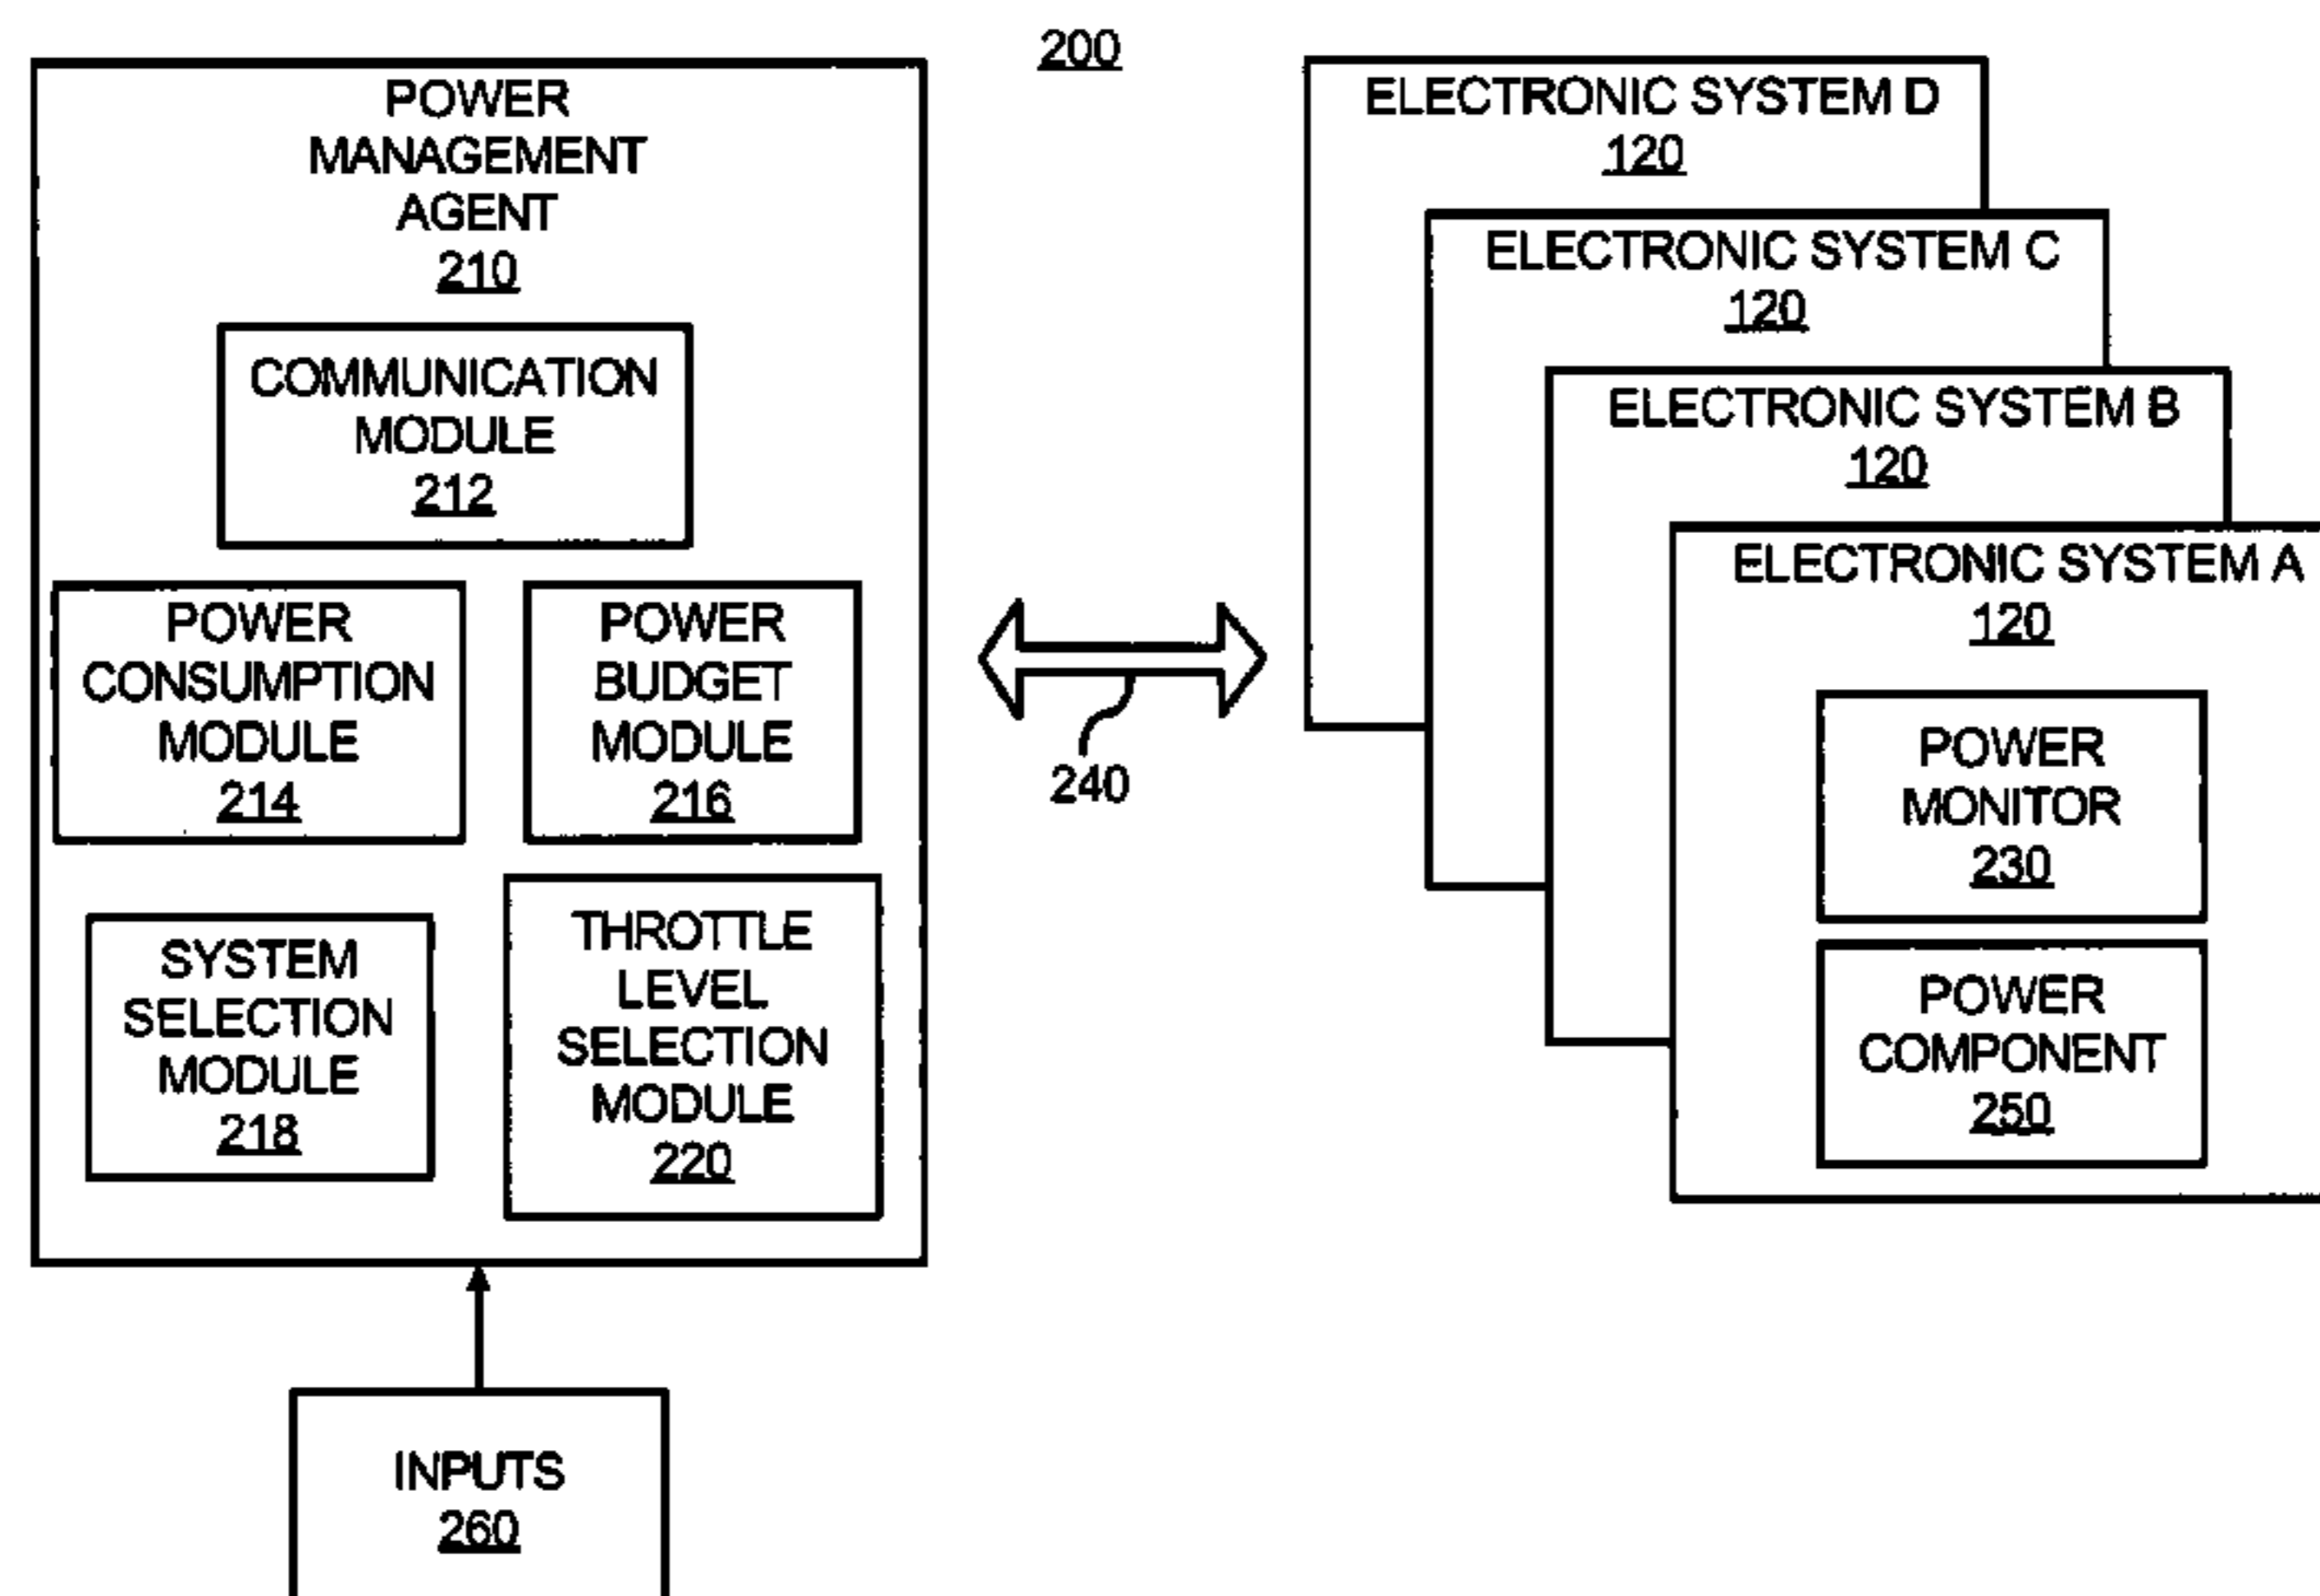 200
POWER
MANAGEMENT
AGENT
210
COMMUNICATION
MODULE
212
POWER
CONSUMPTION
MODULE
214
POWER
BUDGET
MODULE
216
SYSTEM
SELECTION
MODULE
218
THROTTLE
LEVEL
SELECTION
MODULE
220
INPUTS
260
240
ELECTRONIC SYSTEM D
120
ELECTRONIC SYSTEM C
120
ELECTRONIC SYSTEM B
120
ELECTRONIC SYSTEM A
120
POWER
MONITOR
230
POWER
COMPONENT
250